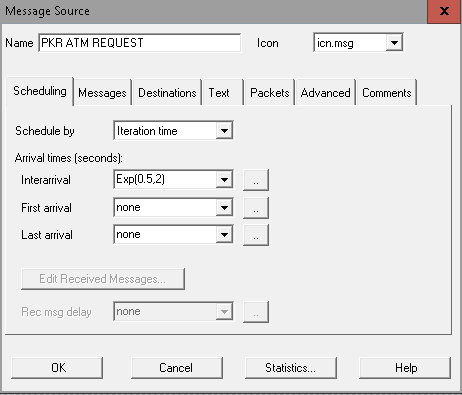 Message Source x
Name PKR ATM REQUEST Icon icn.msg
Scheduling Messages Destinations Text Packets Advanced Comments
Schedule by Iteration time
Arrival times (seconds):
Interarrival Exp(0.5,2) ..
First arrival none ..
Last arrival none ..
Edit Received Messages...
Rec msg delay none ..
OK Cancel Statistics... Help